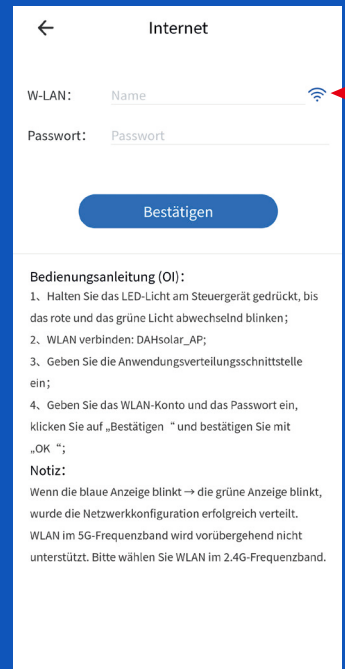 Internet
W-LAN: Name
Passwort: Passwort
Bestätigen
Bedienungsanleitung (OI):
1、Halten Sie das LED-Licht am Steuergerät gedrückt, bis
das rote und das grüne Licht abwechselnd blinken;
2、WLAN verbinden: DAHsolar_AP;
3、Geben Sie die Anwendungsverteilungsschnittstelle
ein;
4、Geben Sie das WLAN-Konto und das Passwort ein,
klicken Sie auf „Bestätigen “ und bestätigen Sie mit
„OK “;
Notiz:
Wenn die blaue Anzeige blinkt → die grüne Anzeige blinkt,
wurde die Netzwerkkonfiguration erfolgreich verteilt.
WLAN im 5G-Frequenzband wird vorübergehend nicht
unterstützt. Bitte wählen Sie WLAN im 2.4G-Frequenzband.